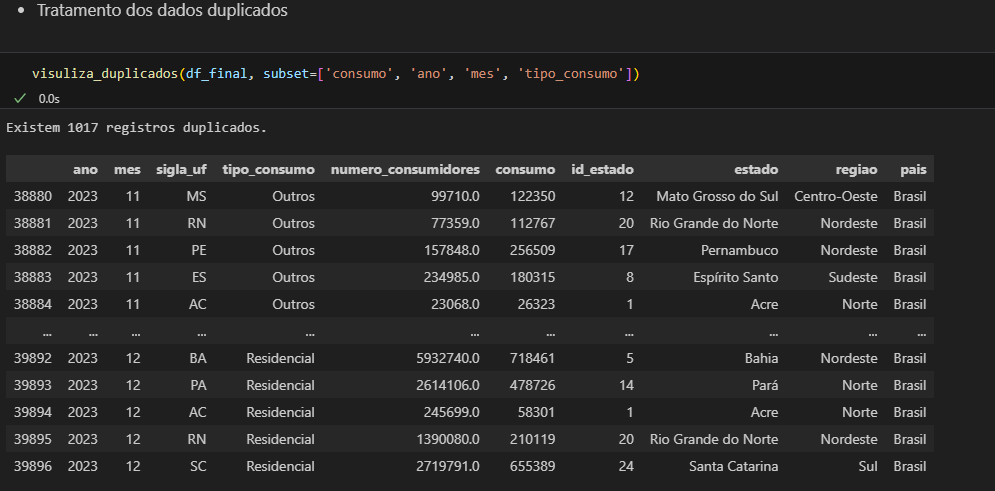 • Tratamento dos dados duplicados
visuliza_duplicados(df_final, subset=['consumo', 'ano', 'mes', 'tipo_consumo'])
✓ 0.0s
Existem 1017 registros duplicados.
ano mes sigla_uf tipo_consumo numero_consumidores consumo id_estado estado regiao pais
38880 2023 11 MS Outros 99710.0 122350 12 Mato Grosso do Sul Centro-Oeste Brasil
38881 2023 11 RN Outros 77359.0 112767 20 Rio Grande do Norte Nordeste Brasil
38882 2023 11 PE Outros 157848.0 256509 17 Pernambuco Nordeste Brasil
38883 2023 11 ES Outros 234985.0 180315 8 Espírito Santo Sudeste Brasil
38884 2023 11 AC Outros 23068.0 26323 1 Acre Norte Brasil
... ... ... ... ... ... ... ... ... ... ...
39892 2023 12 BA Residencial 5932740.0 718461 5 Bahia Nordeste Brasil
39893 2023 12 PA Residencial 2614106.0 478726 14 Pará Norte Brasil
39894 2023 12 AC Residencial 245699.0 58301 1 Acre Norte Brasil
39895 2023 12 RN Residencial 1390080.0 210119 20 Rio Grande do Norte Nordeste Brasil
39896 2023 12 SC Residencial 2719791.0 655389 24 Santa Catarina Sul Brasil